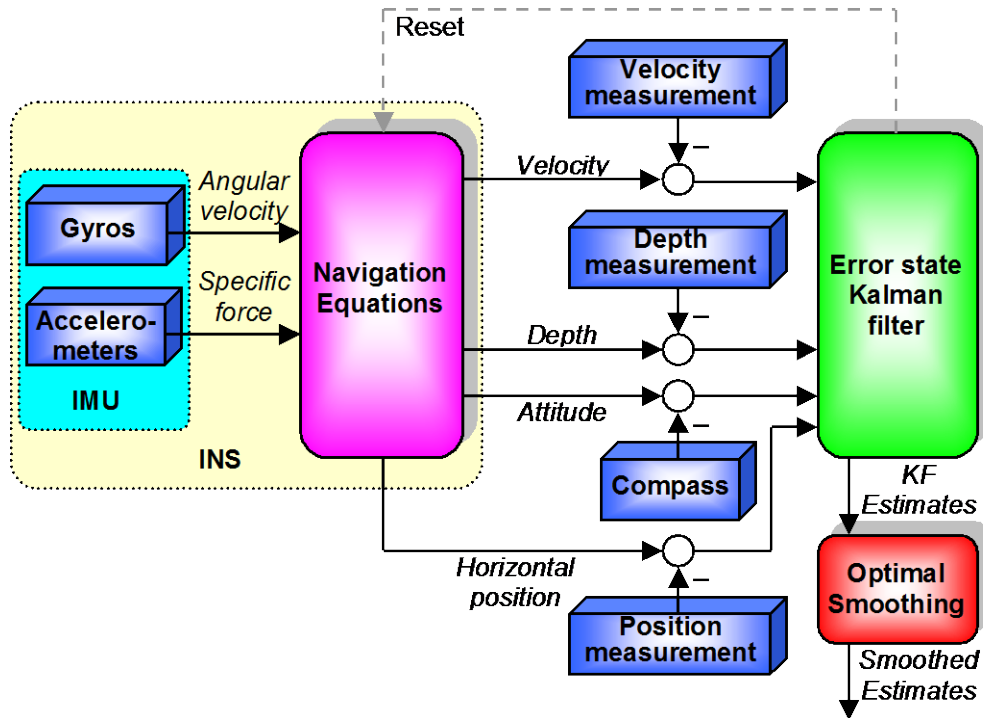 Reset
Velocity
measurement
–
Velocity
Angular
velocity
Gyros
Depth
measurement
Navigation
Equations
Error state
Kalman
filter
Specific
force
–
Accelero-
meters
Depth
Attitude
IMU
–
INS
Compass
KF
Estimates
Horizontal
position
–
Optimal
Smoothing
Position
measurement
Smoothed
Estimates